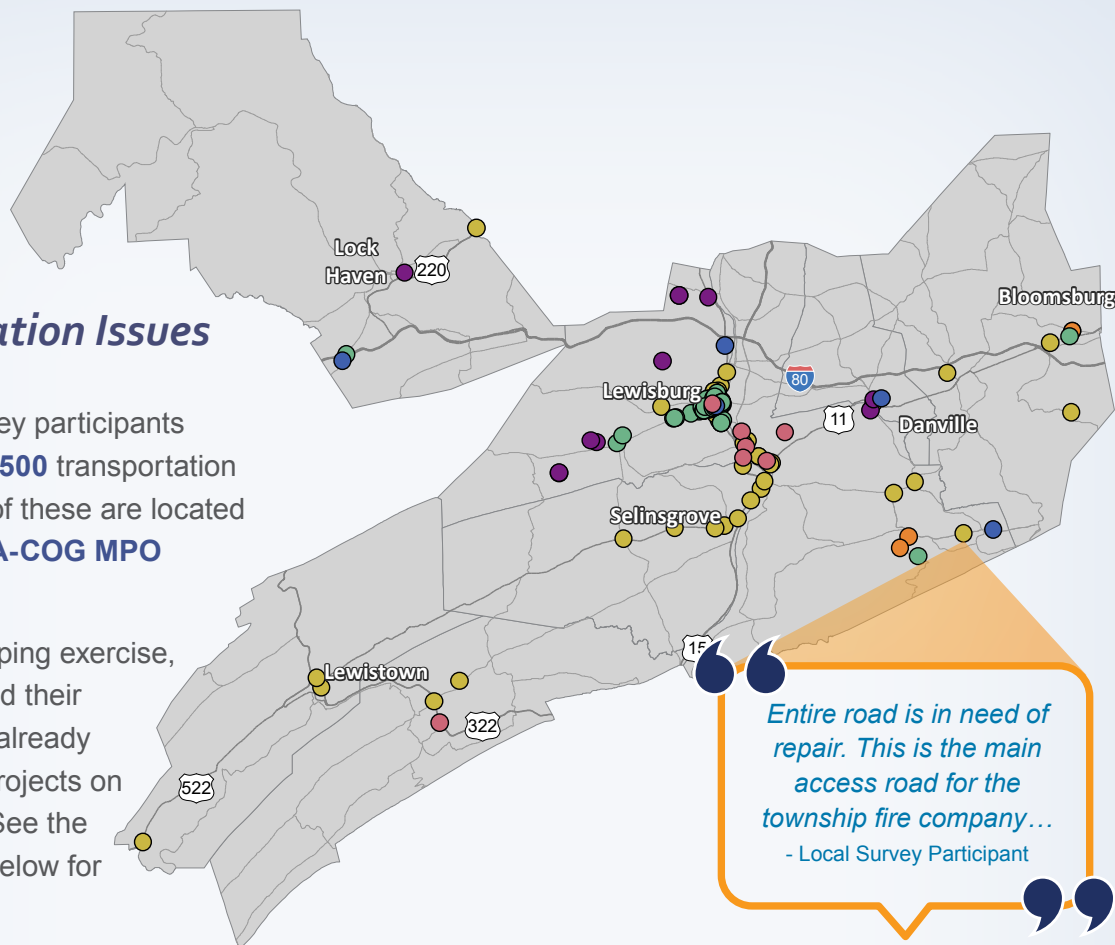 ation Issues
ey participants
500 transportation
of these are located
A-COG MPO
ping exercise,
d their
already
rojects on
See the
elow for
Lock
Haven
220
Bloomsburg
80
Lewisburg
11
Danville
Selinsgrove
15
Lewistown
322
522
Entire road is in need of
repair. This is the main
access road for the
township fire company…
- Local Survey Participant